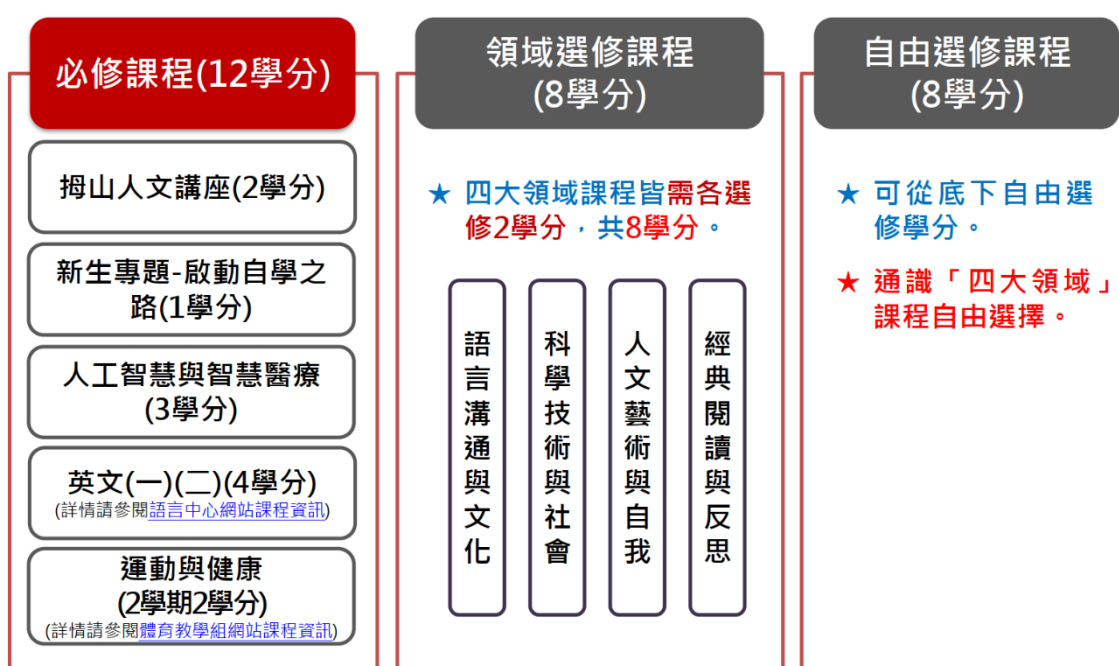 必修課程(12學分)
拇山人文講座(2學分)
新生專題-啟動自學之
路(1學分)
人工智慧與智慧醫療
(3學分)
英文(一)(二)(4學分)
(詳情請參閱語言中心網站課程資訊)
運動與健康
(2學期2學分)
(詳情請參閱體育教學組網站課程資訊)
領域選修課程
(8學分)
★ 四大領域課程皆需各選
修2學分，共8學分。
語言溝通與文化
科學技術與社會
人文藝術與自我
經典閱讀與反思
自由選修課程
(8學分)
★ 可從底下自由選
修學分。
★ 通識「四大領域」
課程自由選擇。